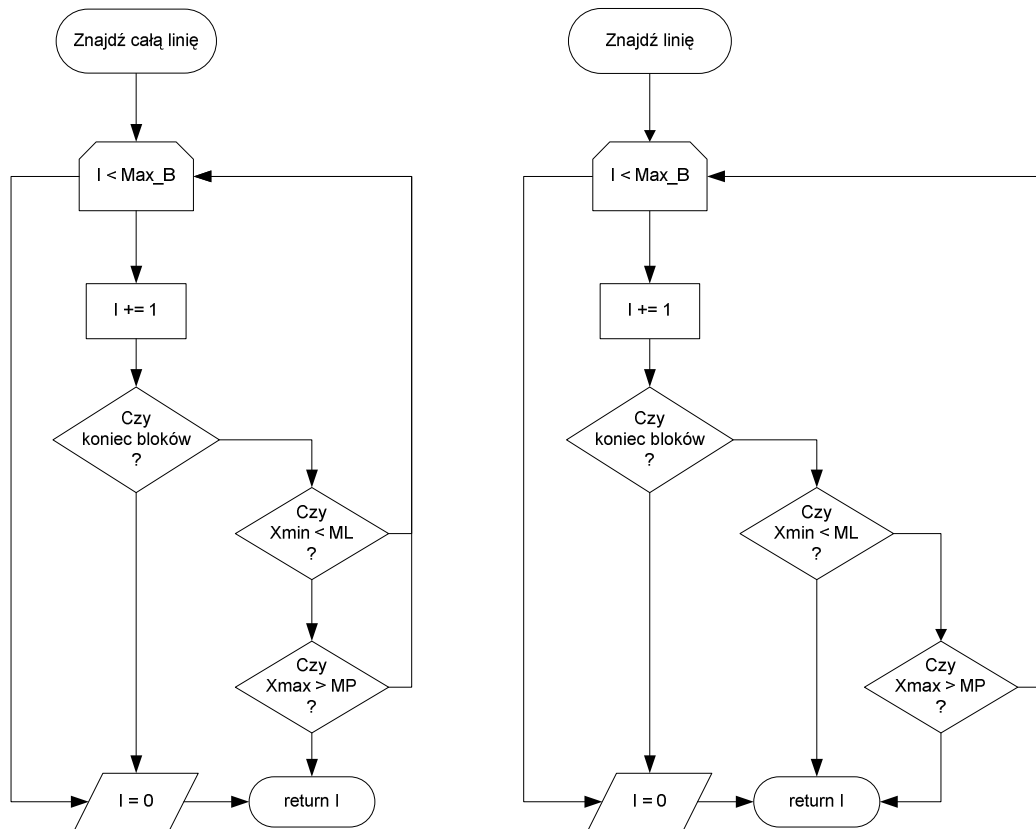 Znajdź całą linię
I < Max_B
I += 1
Czy
koniec bloków
?
Czy
Xmin < ML
?
Czy
Xmax > MP
?
I = 0
return I
Znajdź linię
I < Max_B
I += 1
Czy
koniec bloków
?
Czy
Xmin < ML
?
Czy
Xmax > MP
?
I = 0
return I